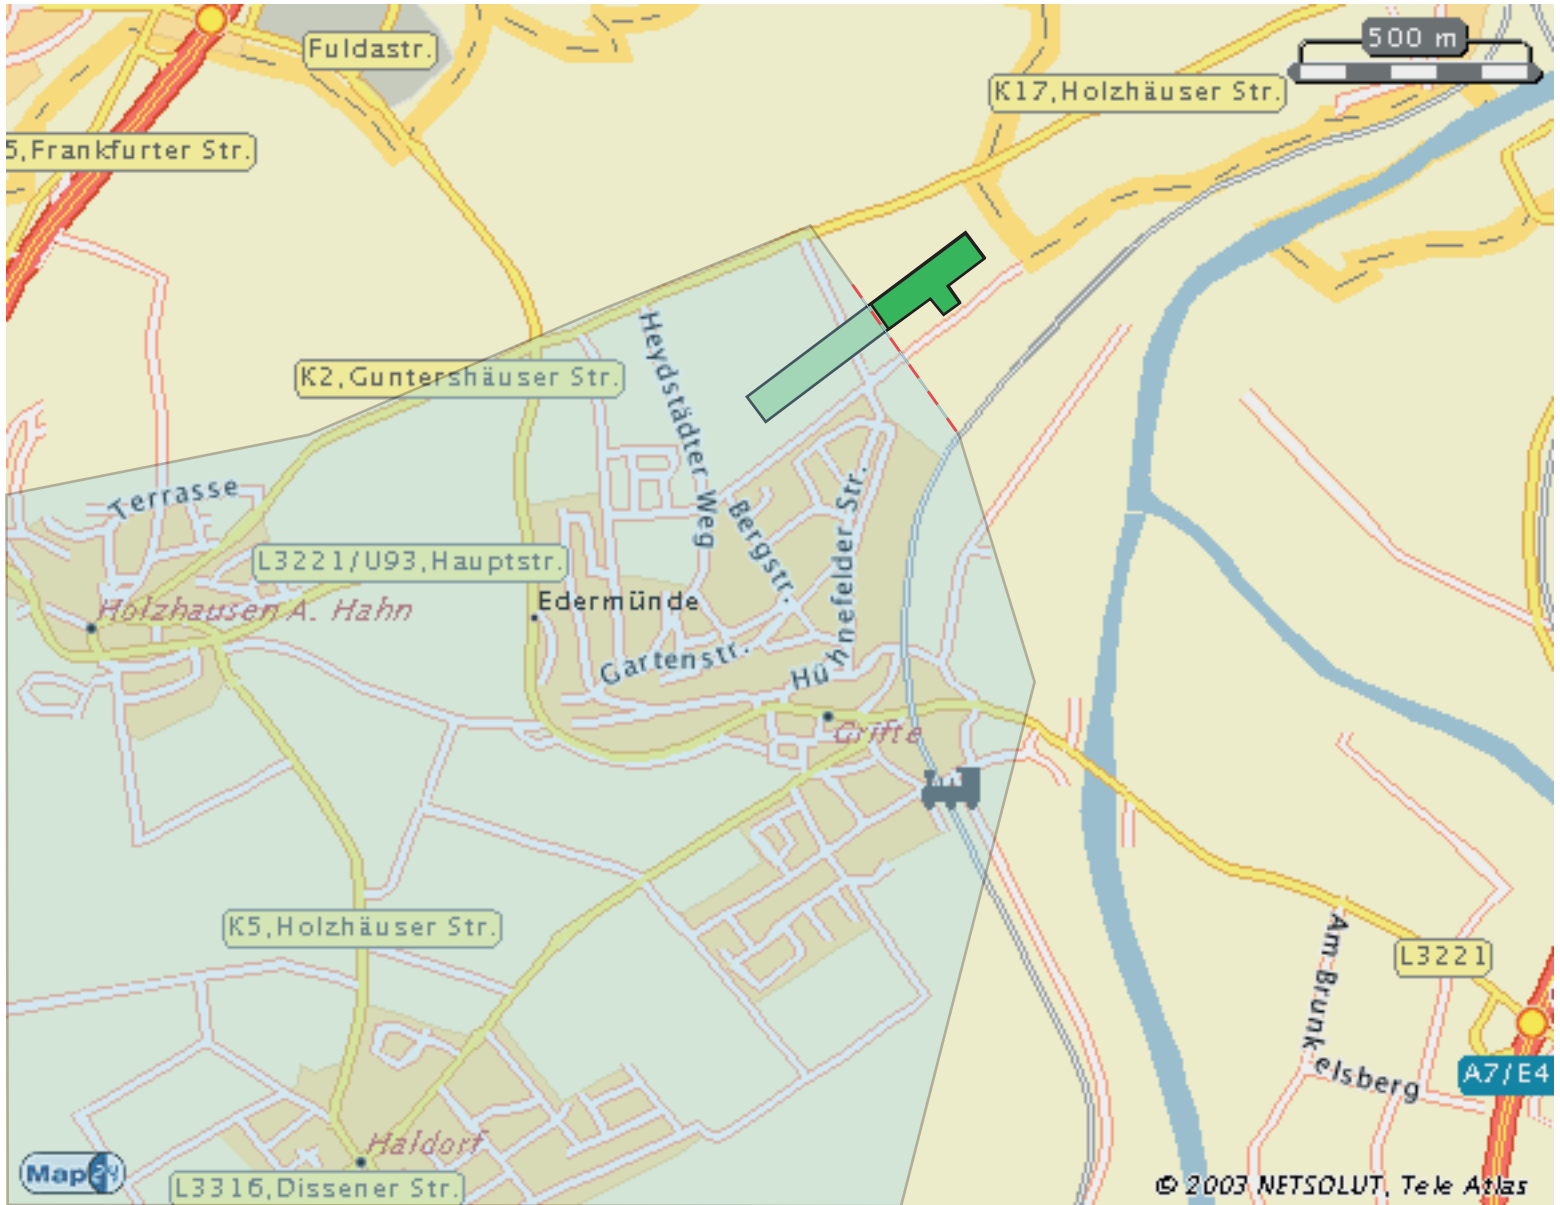 Fuldastr.
500 m
K17,Holzhäuser Str.
5,Frankfurter Str.
Heydstädter Weg
K2,Guntershäuser Str.
Terrasse
Bergstr.
Hühnefelder Str.
L3221/U93,Hauptstr.
Edermünde
Holzhausen A. Hahn
Gartenstr.
Grifte
K5,Holzhäuser Str.
Am Brunkelsberg
L3221
A7/E4
Haldorf
Map24
L3316,Dissener Str.
© 2003 NETSOLUT, Tele Atlas